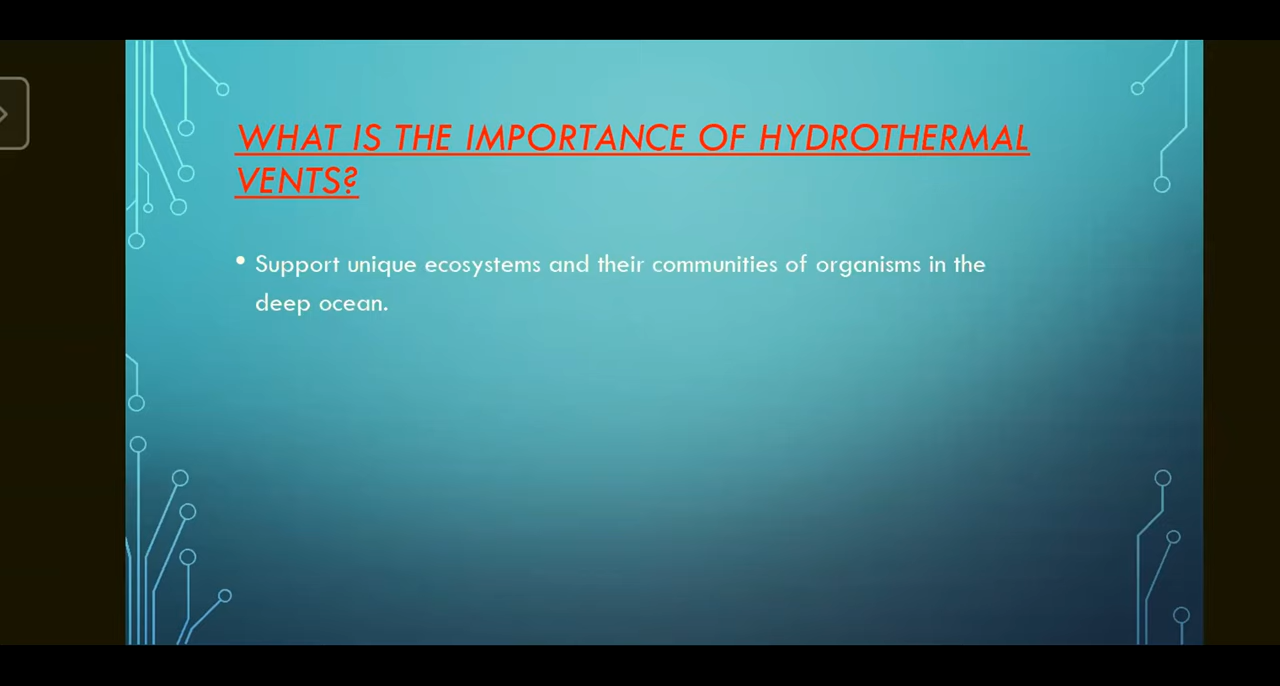 WHAT IS THE IMPORTANCE OF HYDROTHERMAL
VENTS?
• Support unique ecosystems and their communities of organisms in the
deep ocean.